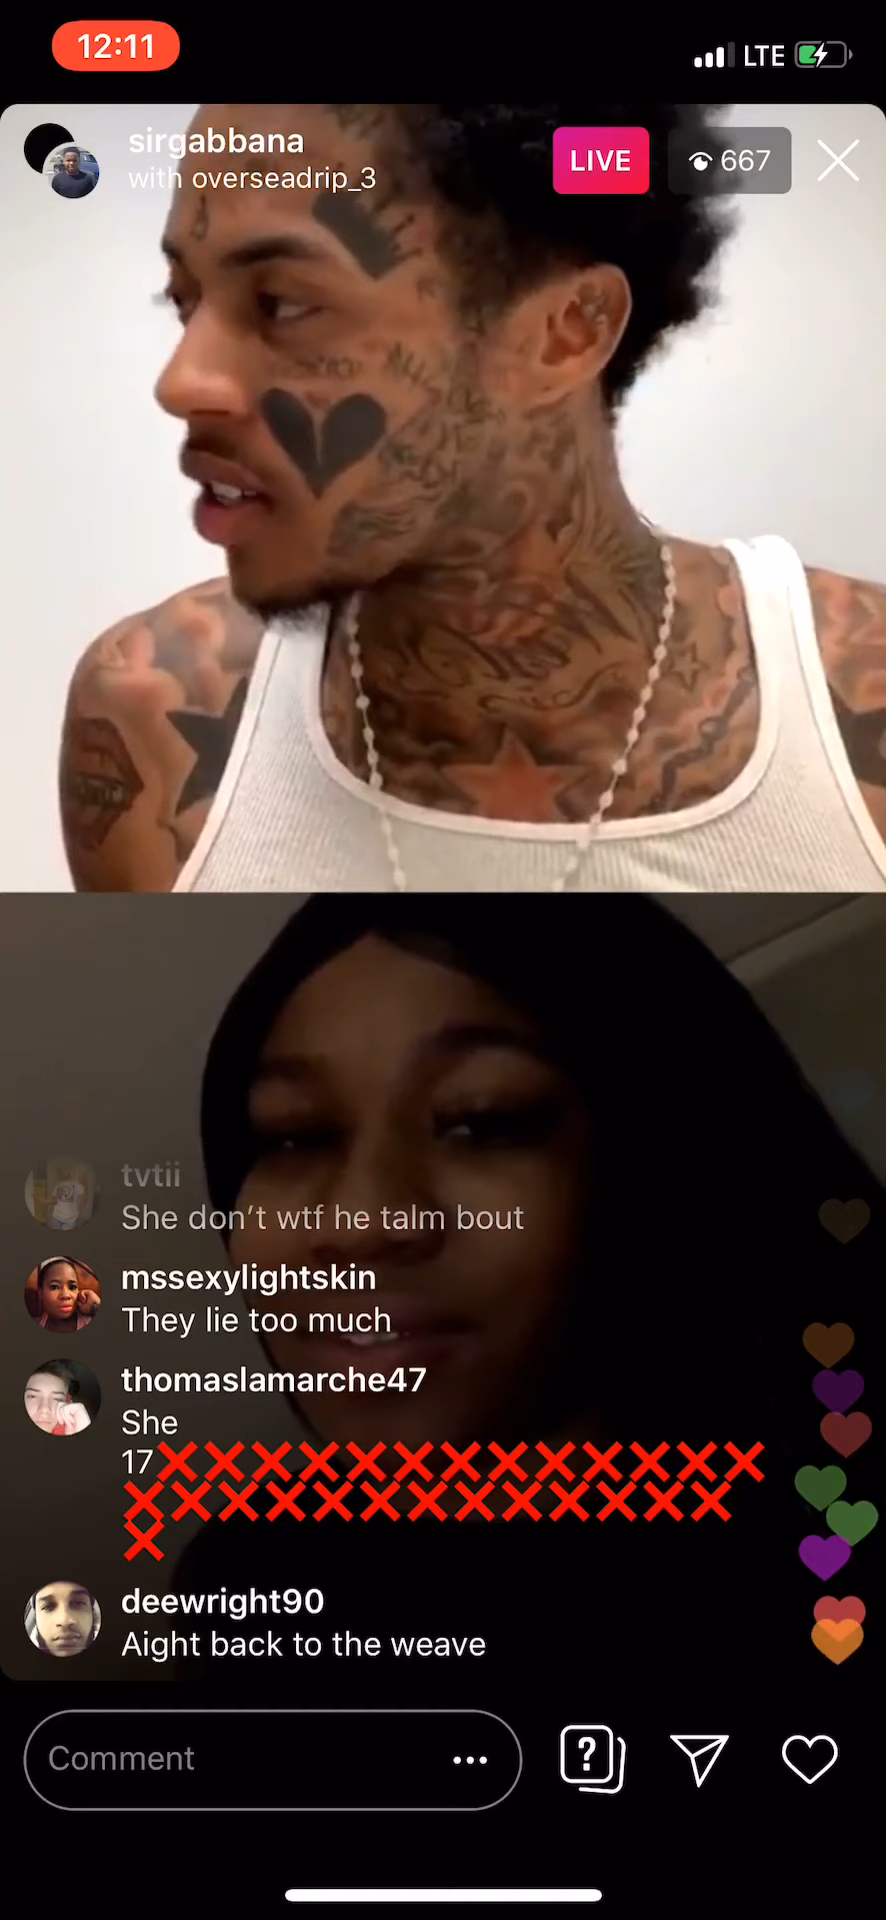 12:11
LTE
sirgabbana
with overseadrip_3
LIVE
667
tvtii
She don’t wtf he talm bout
mssexylightskin
They lie too much
thomaslamarche47
She
17❌❌❌❌❌❌❌❌❌❌❌❌❌
❌❌❌❌❌❌❌❌❌❌❌❌❌
❌
deewright90
Aight back to the weave
Comment